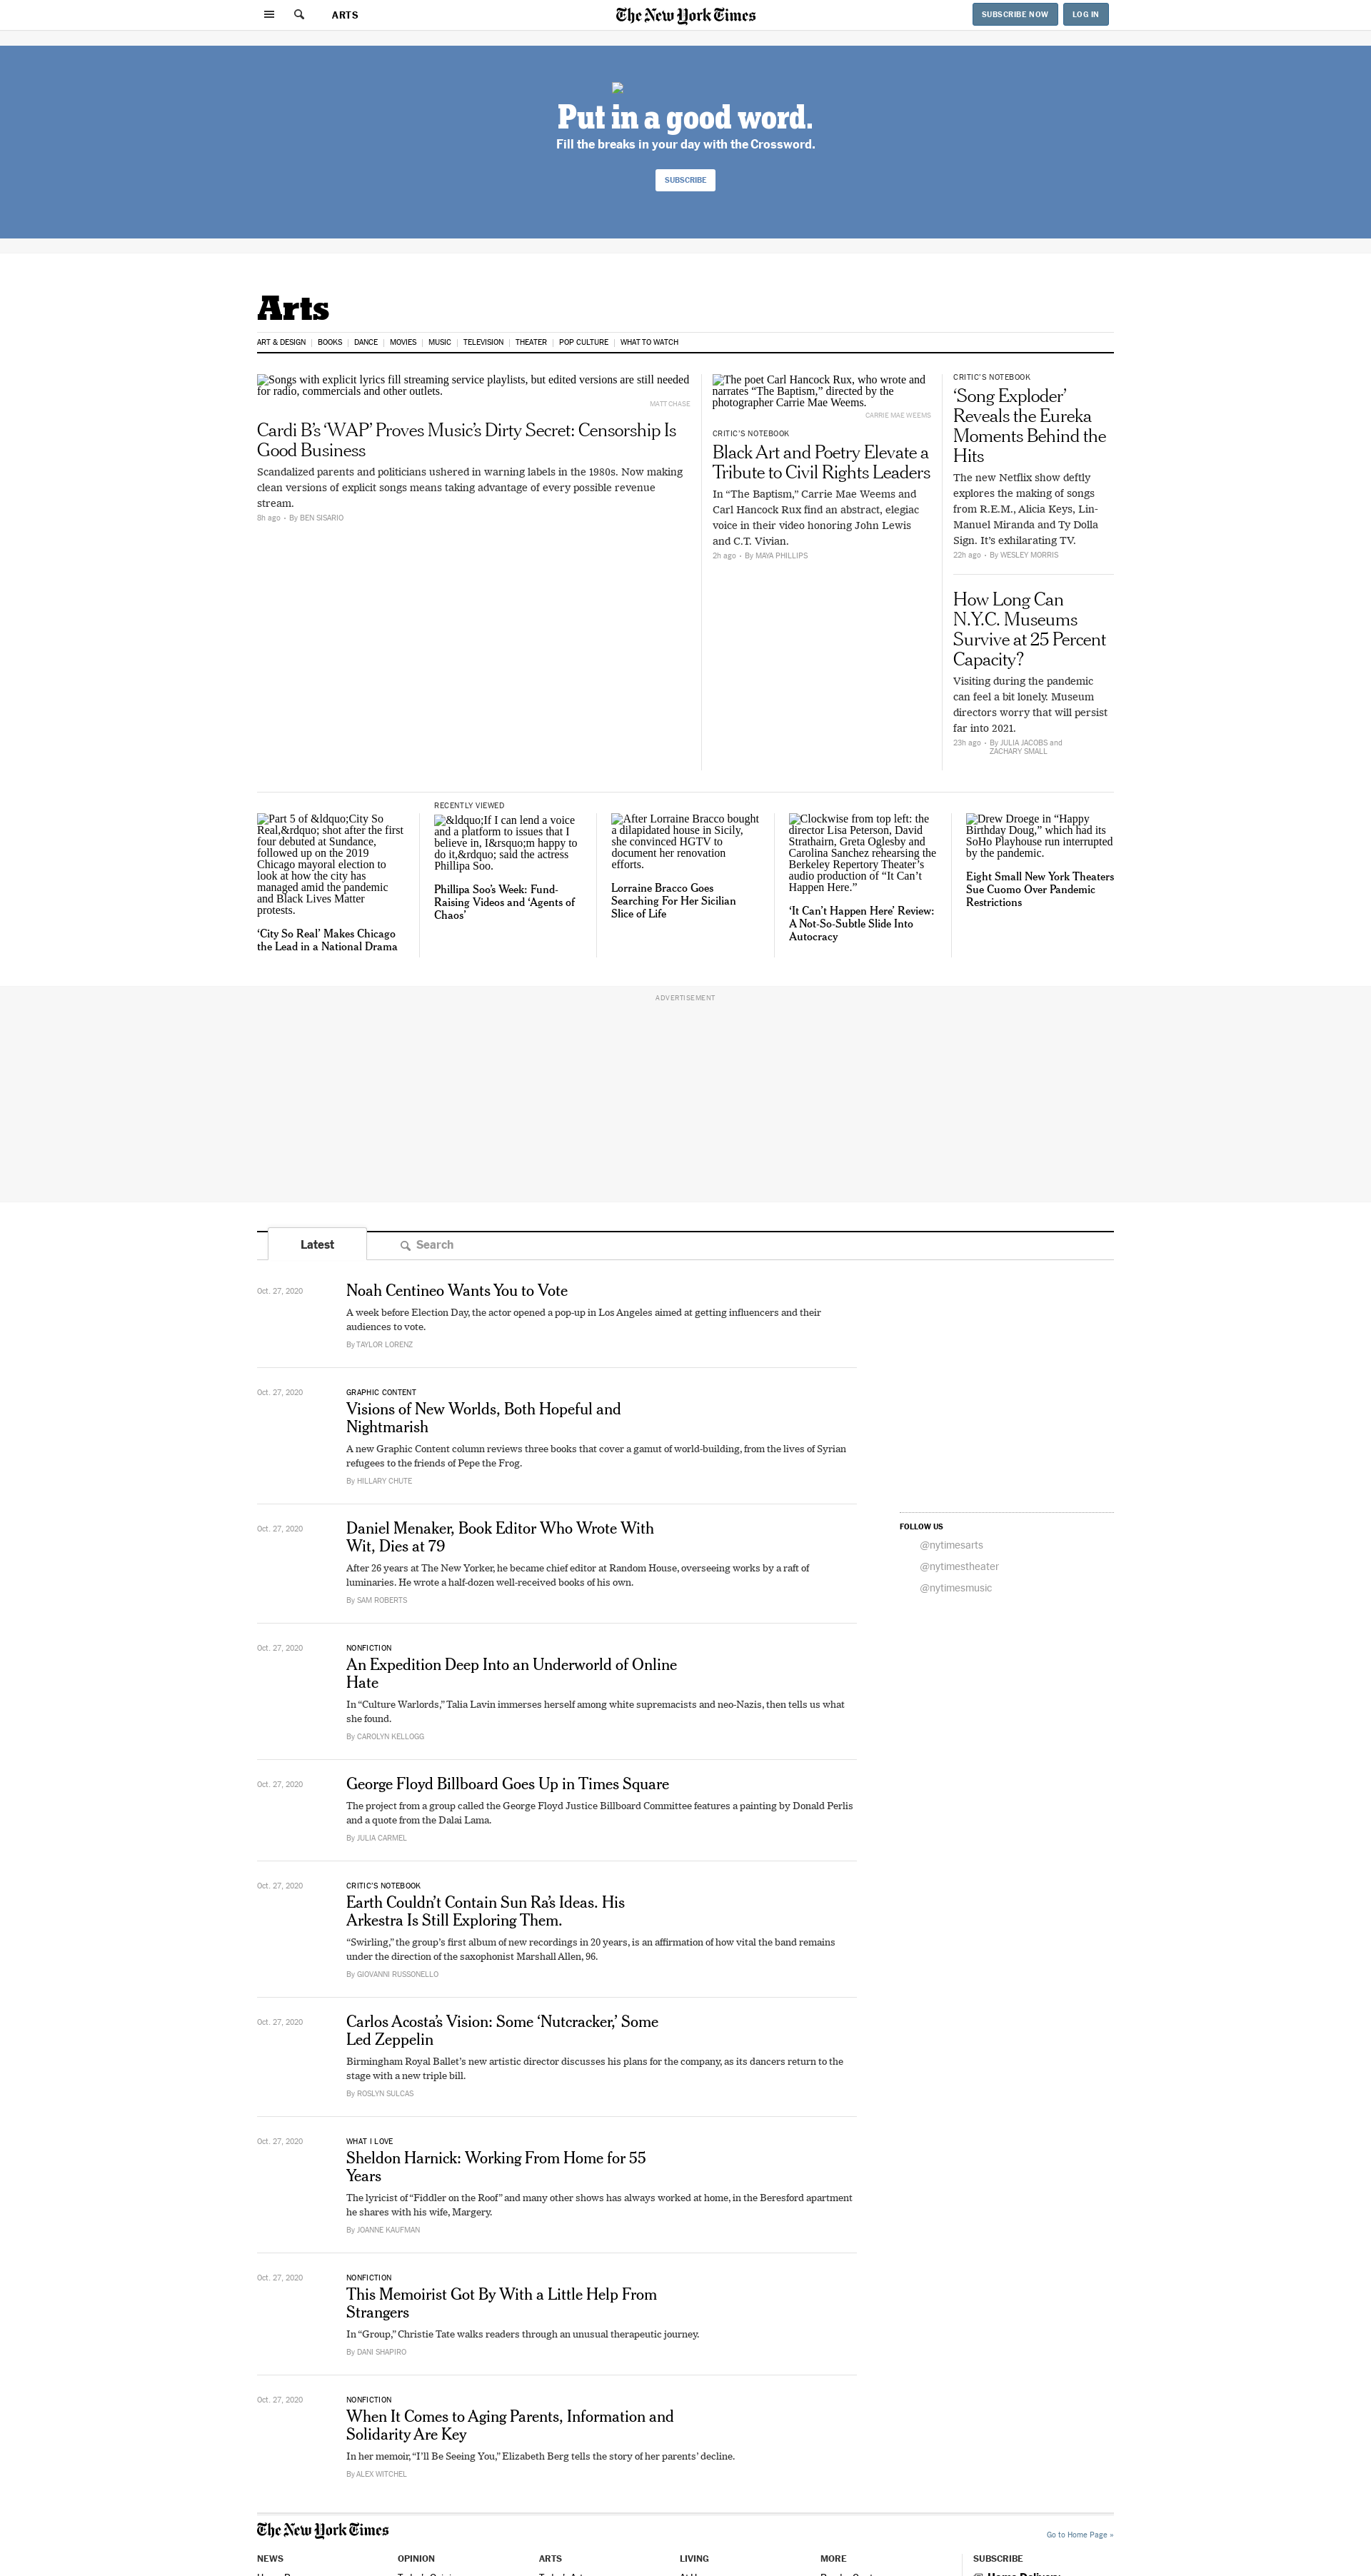 ARTS
The New York Times
SUBSCRIBE NOW
LOG IN
Put in a good word.
Fill the breaks in your day with the Crossword.
SUBSCRIBE
Arts
ART & DESIGN
BOOKS
DANCE
MOVIES
MUSIC
TELEVISION
THEATER
POP CULTURE
WHAT TO WATCH
Songs with explicit lyrics fill streaming service playlists, but edited versions are still needed
for radio, commercials and other outlets.
MATT CHASE
Cardi B’s ‘WAP’ Proves Music’s Dirty Secret: Censorship Is
Good Business
Scandalized parents and politicians ushered in warning labels in the 1980s. Now making
clean versions of explicit songs means taking advantage of every possible revenue
stream.
8h ago • By BEN SISARIO
The poet Carl Hancock Rux, who wrote and
narrates “The Baptism,” directed by the
photographer Carrie Mae Weems.
CARRIE MAE WEEMS
CRITIC’S NOTEBOOK
Black Art and Poetry Elevate a
Tribute to Civil Rights Leaders
In “The Baptism,” Carrie Mae Weems and
Carl Hancock Rux find an abstract, elegiac
voice in their video honoring John Lewis
and C.T. Vivian.
2h ago • By MAYA PHILLIPS
CRITIC’S NOTEBOOK
‘Song Exploder’
Reveals the Eureka
Moments Behind the
Hits
The new Netflix show deftly
explores the making of songs
from R.E.M., Alicia Keys, Lin-
Manuel Miranda and Ty Dolla
Sign. It’s exhilarating TV.
22h ago • By WESLEY MORRIS
How Long Can
N.Y.C. Museums
Survive at 25 Percent
Capacity?
Visiting during the pandemic
can feel a bit lonely. Museum
directors worry that will persist
far into 2021.
23h ago • By JULIA JACOBS and
ZACHARY SMALL
Part 5 of &ldquo;City So
Real,&rdquo; shot after the first
four debuted at Sundance,
followed up on the 2019
Chicago mayoral election to
look at how the city has
managed amid the pandemic
and Black Lives Matter
protests.
‘City So Real’ Makes Chicago
the Lead in a National Drama
RECENTLY VIEWED
&ldquo;If I can lend a voice
and a platform to issues that I
believe in, I&rsquo;m happy to
do it,&rdquo; said the actress
Phillipa Soo.
Phillipa Soo’s Week: Fund-
Raising Videos and ‘Agents of
Chaos’
After Lorraine Bracco bought
a dilapidated house in Sicily,
she convinced HGTV to
document her renovation
efforts.
Lorraine Bracco Goes
Searching For Her Sicilian
Slice of Life
Clockwise from top left: the
director Lisa Peterson, David
Strathairn, Greta Oglesby and
Carolina Sanchez rehearsing the
Berkeley Repertory Theater’s
audio production of “It Can’t
Happen Here.”
‘It Can’t Happen Here’ Review:
A Not-So-Subtle Slide Into
Autocracy
Drew Droege in “Happy
Birthday Doug,” which had its
SoHo Playhouse run interrupted
by the pandemic.
Eight Small New York Theaters
Sue Cuomo Over Pandemic
Restrictions
ADVERTISEMENT
Latest
Search
Oct. 27, 2020
Noah Centineo Wants You to Vote
A week before Election Day, the actor opened a pop-up in Los Angeles aimed at getting influencers and their
audiences to vote.
By TAYLOR LORENZ
Oct. 27, 2020
GRAPHIC CONTENT
Visions of New Worlds, Both Hopeful and
Nightmarish
A new Graphic Content column reviews three books that cover a gamut of world-building, from the lives of Syrian
refugees to the friends of Pepe the Frog.
By HILLARY CHUTE
Oct. 27, 2020
Daniel Menaker, Book Editor Who Wrote With
Wit, Dies at 79
After 26 years at The New Yorker, he became chief editor at Random House, overseeing works by a raft of
luminaries. He wrote a half-dozen well-received books of his own.
By SAM ROBERTS
FOLLOW US
@nytimesarts
@nytimestheater
@nytimesmusic
Oct. 27, 2020
NONFICTION
An Expedition Deep Into an Underworld of Online
Hate
In “Culture Warlords,” Talia Lavin immerses herself among white supremacists and neo-Nazis, then tells us what
she found.
By CAROLYN KELLOGG
Oct. 27, 2020
George Floyd Billboard Goes Up in Times Square
The project from a group called the George Floyd Justice Billboard Committee features a painting by Donald Perlis
and a quote from the Dalai Lama.
By JULIA CARMEL
Oct. 27, 2020
CRITIC’S NOTEBOOK
Earth Couldn’t Contain Sun Ra’s Ideas. His
Arkestra Is Still Exploring Them.
“Swirling,” the group’s first album of new recordings in 20 years, is an affirmation of how vital the band remains
under the direction of the saxophonist Marshall Allen, 96.
By GIOVANNI RUSSONELLO
Oct. 27, 2020
Carlos Acosta’s Vision: Some ‘Nutcracker,’ Some
Led Zeppelin
Birmingham Royal Ballet’s new artistic director discusses his plans for the company, as its dancers return to the
stage with a new triple bill.
By ROSLYN SULCAS
Oct. 27, 2020
WHAT I LOVE
Sheldon Harnick: Working From Home for 55
Years
The lyricist of “Fiddler on the Roof” and many other shows has always worked at home, in the Beresford apartment
he shares with his wife, Margery.
By JOANNE KAUFMAN
Oct. 27, 2020
NONFICTION
This Memoirist Got By With a Little Help From
Strangers
In “Group,” Christie Tate walks readers through an unusual therapeutic journey.
By DANI SHAPIRO
Oct. 27, 2020
NONFICTION
When It Comes to Aging Parents, Information and
Solidarity Are Key
In her memoir, “I’ll Be Seeing You,” Elizabeth Berg tells the story of her parents’ decline.
By ALEX WITCHEL
The New York Times
Go to Home Page »
NEWS
OPINION
ARTS
LIVING
MORE
SUBSCRIBE